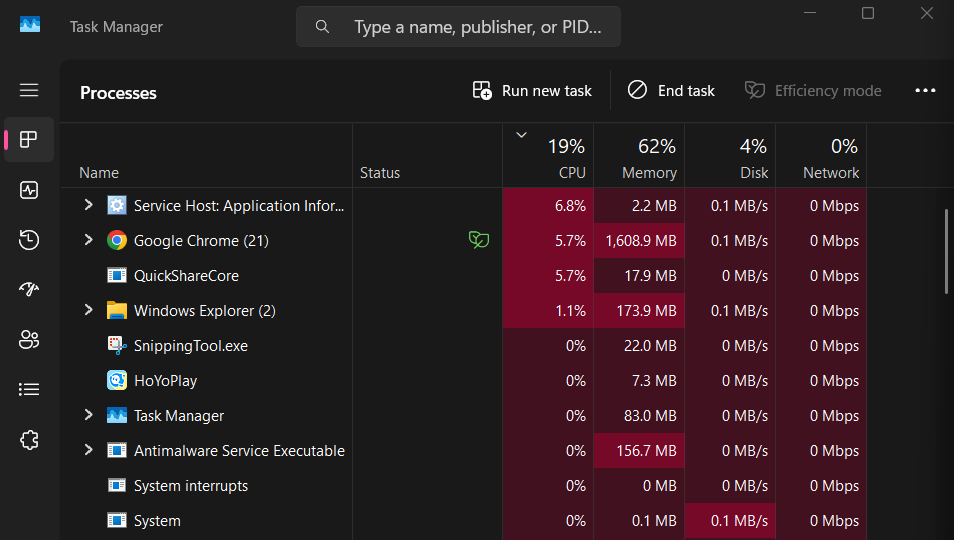 Task Manager
Type a name, publisher, or PID...
Processes
Run new task
End task
Efficiency mode
19% 62% 4% 0%
Name Status CPU Memory Disk Network
Service Host: Application Infor... 6.8% 2.2 MB 0.1 MB/s 0 Mbps
Google Chrome (21) 5.7% 1,608.9 MB 0.1 MB/s 0 Mbps
QuickShareCore 5.7% 17.9 MB 0.1 MB/s 0 Mbps
Windows Explorer (2) 1.1% 173.9 MB 0.1 MB/s 0 Mbps
SnippingTool.exe 0% 22.0 MB 0.1 MB/s 0 Mbps
HoYoPlay 0% 7.3 MB 0 MB/s 0 Mbps
Task Manager 0% 83.0 MB 0 MB/s 0 Mbps
Antimalware Service Executable 0% 156.7 MB 0 MB/s 0 Mbps
System interrupts 0% 0 MB 0 MB/s 0 Mbps
System 0% 0.1 MB 0.1 MB/s 0 Mbps